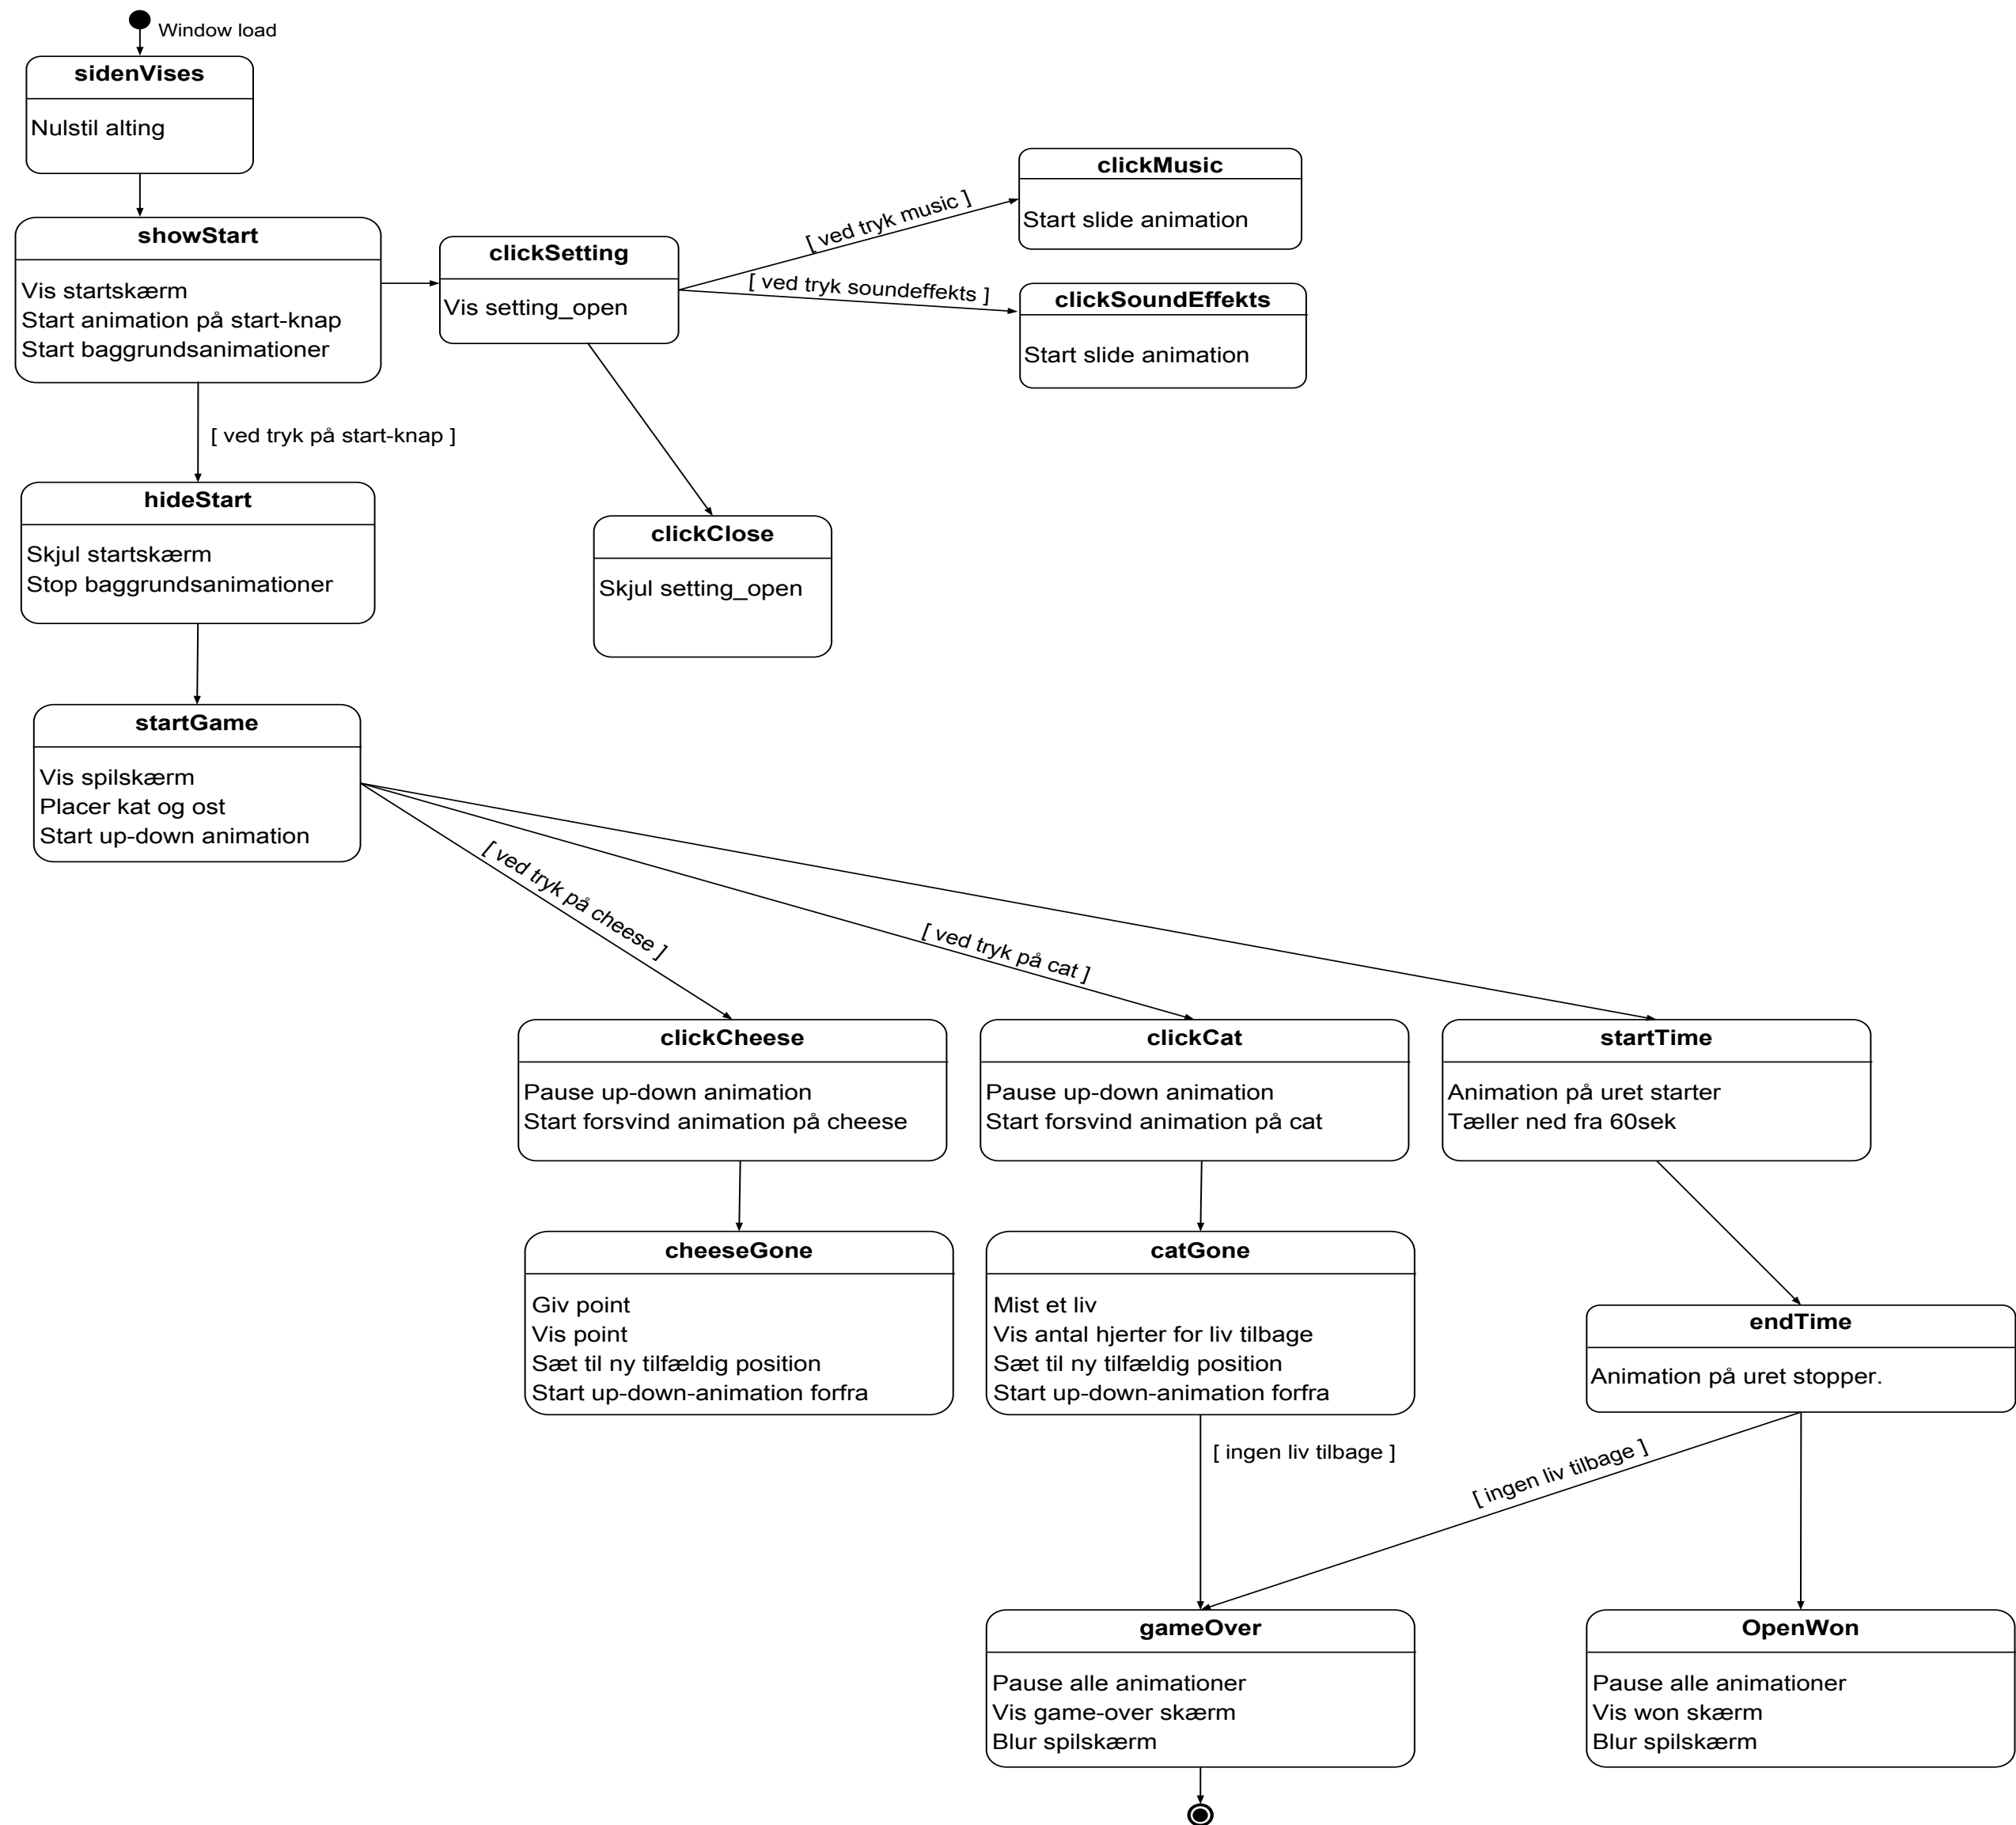 Window load
sidenVises
Nulstil alting
showStart
Vis startskærm
Start animation på start-knap
Start baggrundsanimationer
clickSetting
Vis setting_open
[ ved tryk music ]
clickMusic
Start slide animation
[ ved tryk soundeffekts ]
clickSoundEffekts
Start slide animation
[ ved tryk på start-knap ]
hideStart
Skjul startskærm
Stop baggrundsanimationer
clickClose
Skjul setting_open
startGame
Vis spilskærm
Placer kat og ost
Start up-down animation
[ ved tryk på cheese ]
[ ved tryk på cat ]
clickCheese
Pause up-down animation
Start forsvind animation på cheese
clickCat
Pause up-down animation
Start forsvind animation på cat
startTime
Animation på uret starter
Tæller ned fra 60sek
cheeseGone
Giv point
Vis point
Sæt til ny tilfældig position
Start up-down-animation forfra
catGone
Mist et liv
Vis antal hjerter for liv tilbage
Sæt til ny tilfældig position
Start up-down-animation forfra
endTime
Animation på uret stopper.
[ ingen liv tilbage ]
[ ingen liv tilbage ]
gameOver
Pause alle animationer
Vis game-over skærm
Blur spilskærm
OpenWon
Pause alle animationer
Vis won skærm
Blur spilskærm